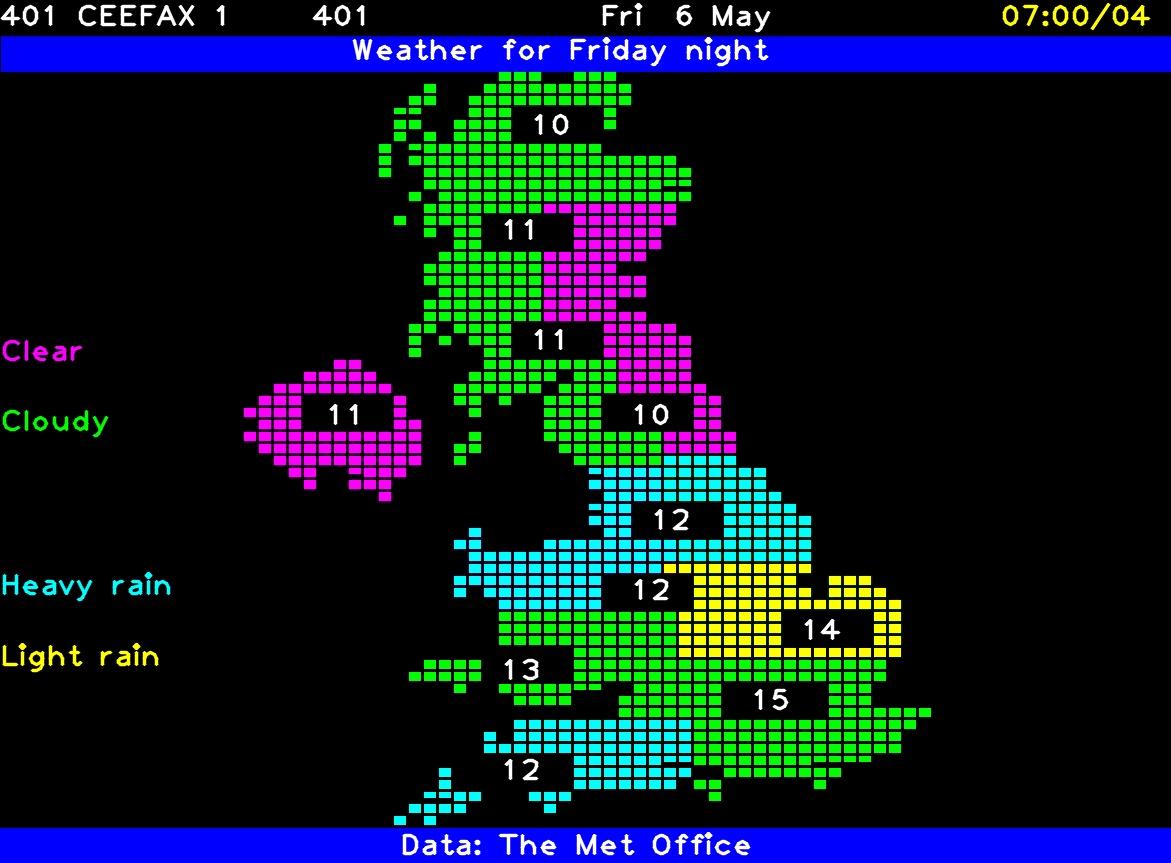 401 CEEFAX 1 401 Fri 6 May 07:00/04
Weather for Friday night
10
11
11
Clear
11
10
Cloudy
12
Heavy rain
12
14
Light rain
13
15
12
Data: The Met Office